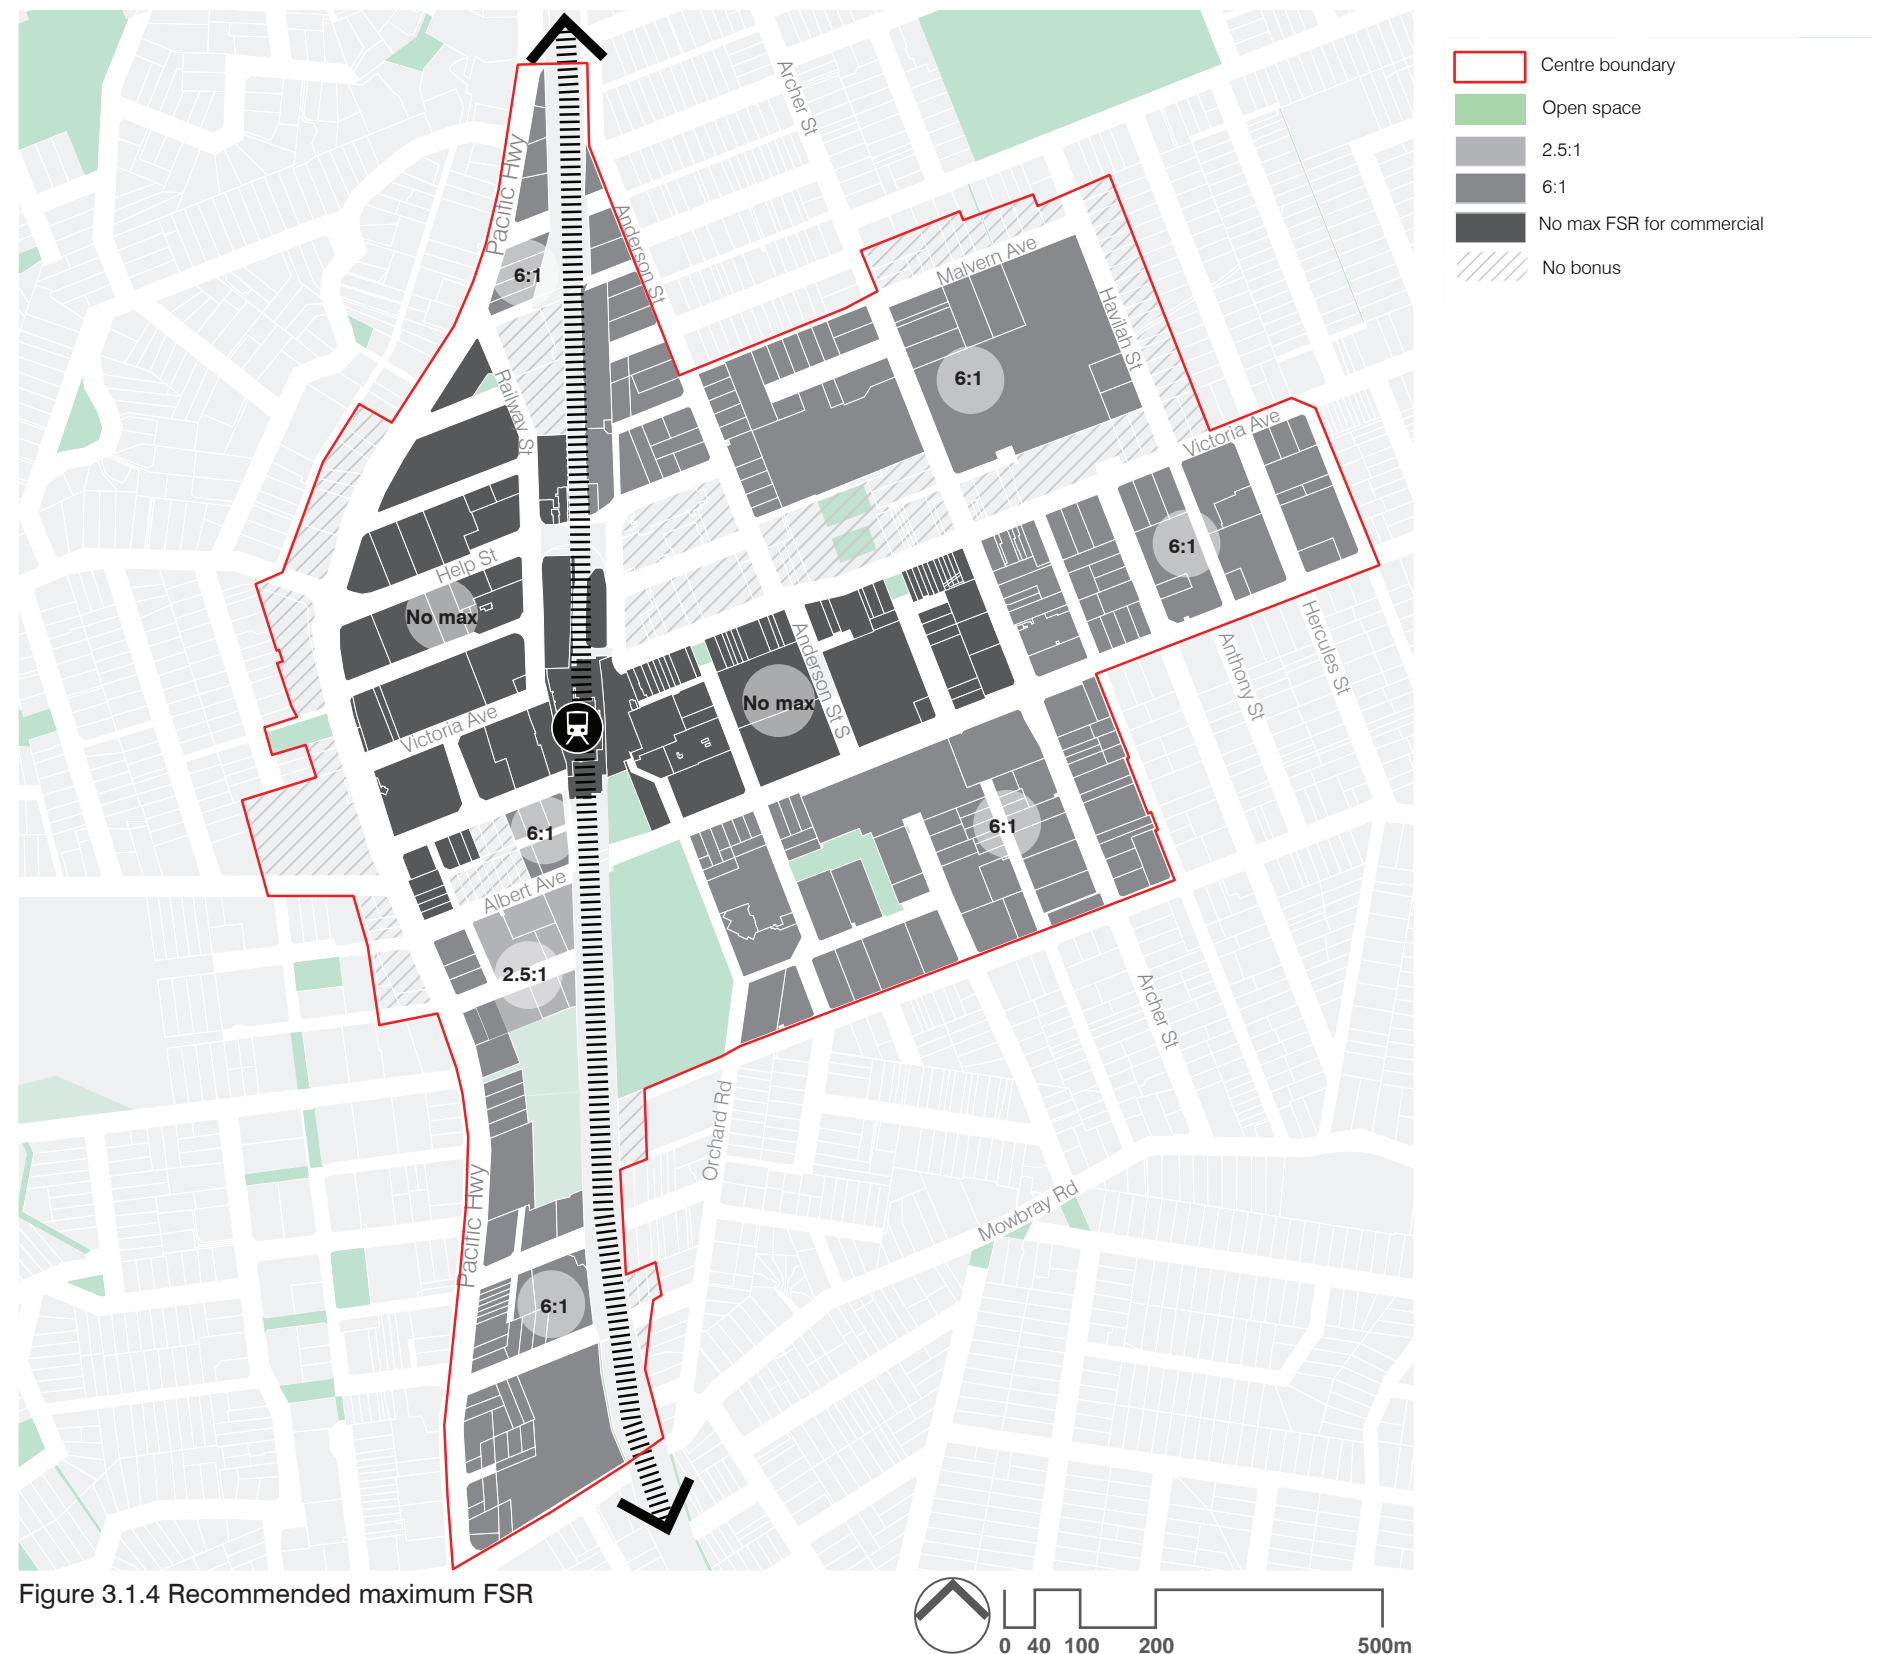 Centre boundary
Open space
2.5:1
6:1
No max FSR for commercial
No bonus
Archer St
Pacific Hwy
Anderson St
6:1
Malvern Ave
Havilah St
6:1
Railway St
Victoria Ave
Help St
6:1
No max
Anderson St S
No max
Hercules St
Anthony St
Victoria Ave
6:1
6:1
Albert Ave
2.5:1
Archer St
Orchard Rd
Pacific Hwy
Mowbray Rd
6:1
Figure 3.1.4 Recommended maximum FSR
0 40 100 200 500m